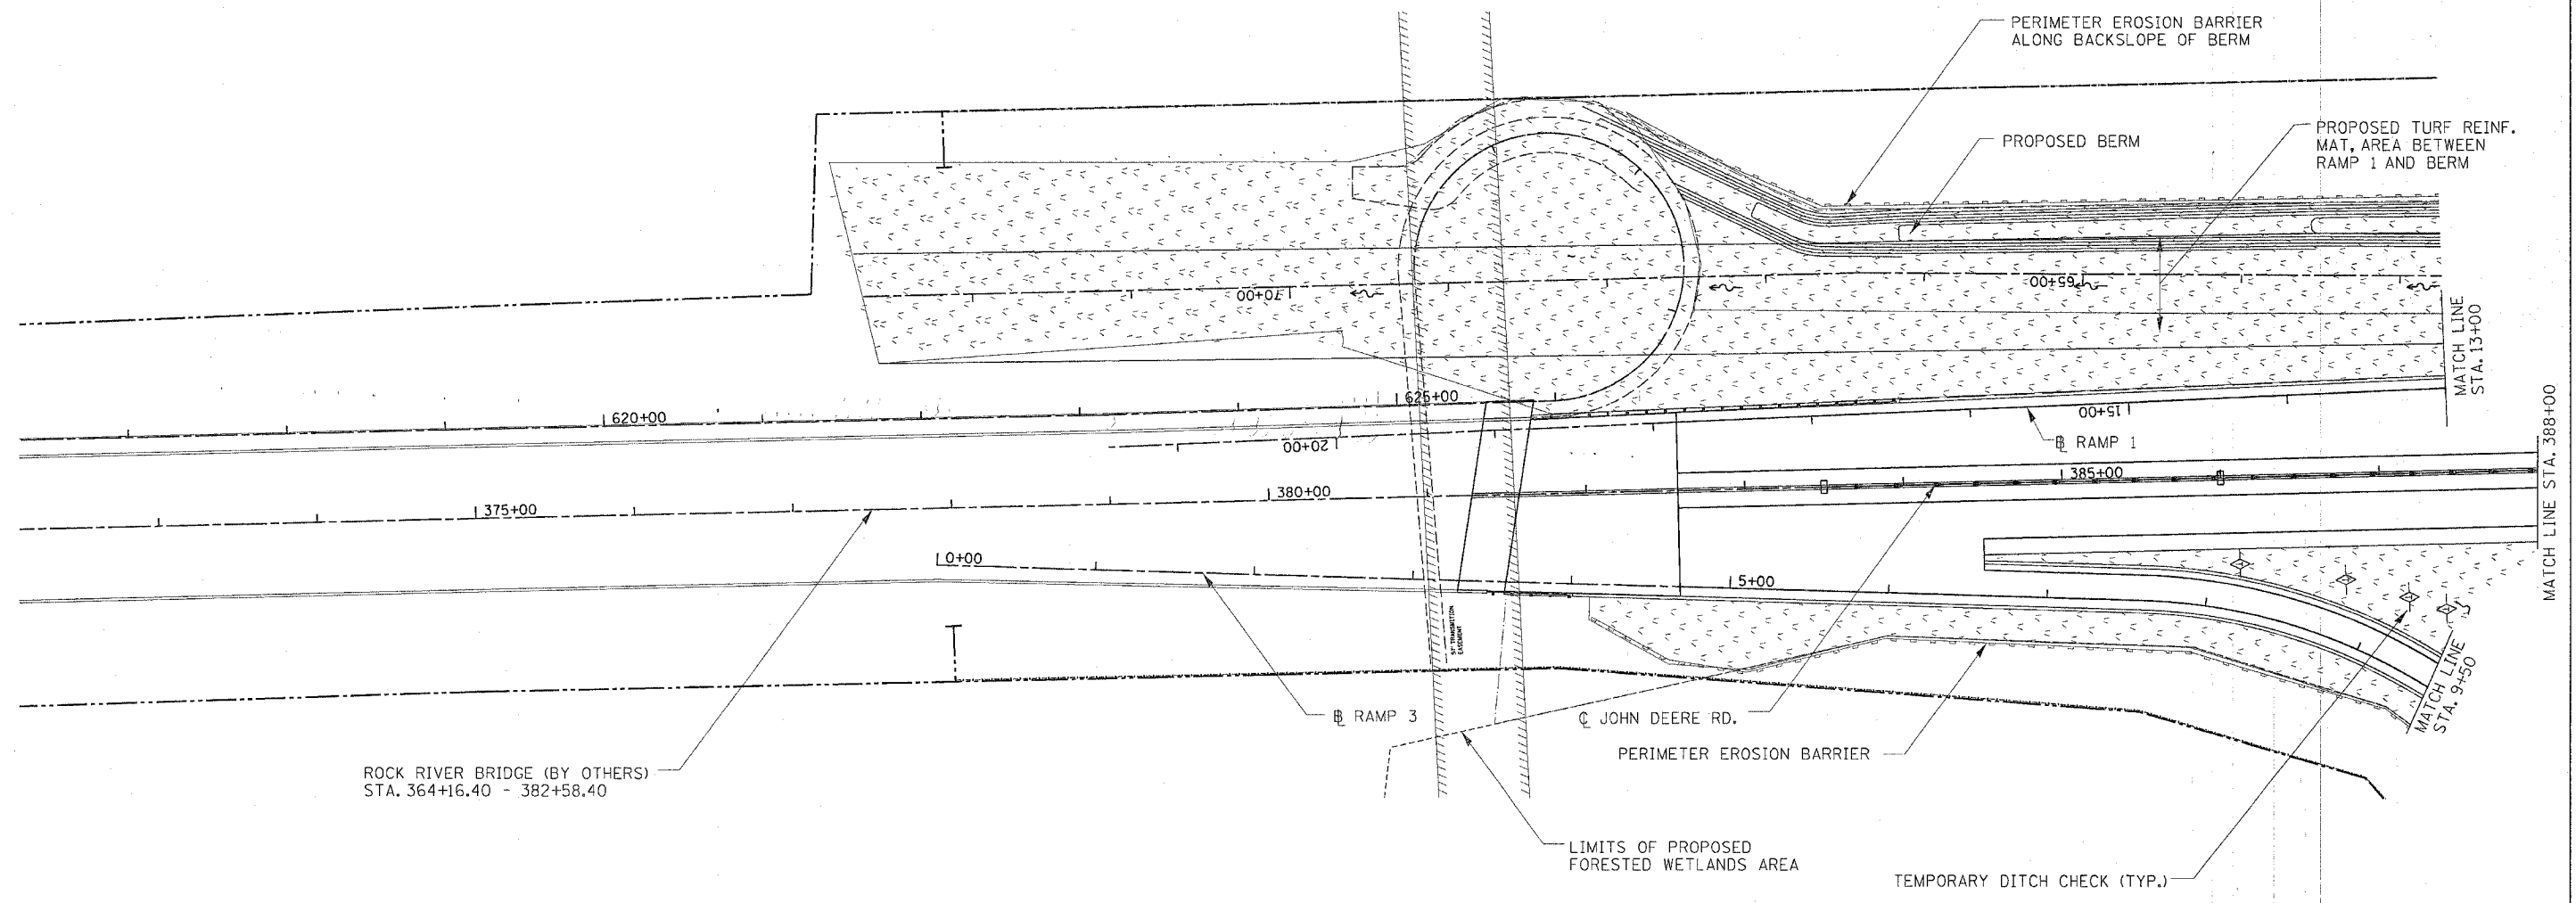 PERIMETER EROSION BARRIER
ALONG BACKSLOPE OF BERM
PROPOSED BERM
PROPOSED TURF REINF.
MAT, AREA BETWEEN
RAMP 1 AND BERM
70+00
65+00
MATCH LINE
STA. 13+00
620+00
625+00
20+00
15+00
℄ RAMP 1
MATCH LINE STA. 388+00
375+00
380+00
385+00
0+00
5+00
51' TRANSMITION
EASEMENT
MATCH LINE
STA. 9+50
℄ RAMP 3
℄ JOHN DEERE RD.
PERIMETER EROSION BARRIER
ROCK RIVER BRIDGE (BY OTHERS)
STA. 364+16.40 - 382+58.40
LIMITS OF PROPOSED
FORESTED WETLANDS AREA
TEMPORARY DITCH CHECK (TYP.)